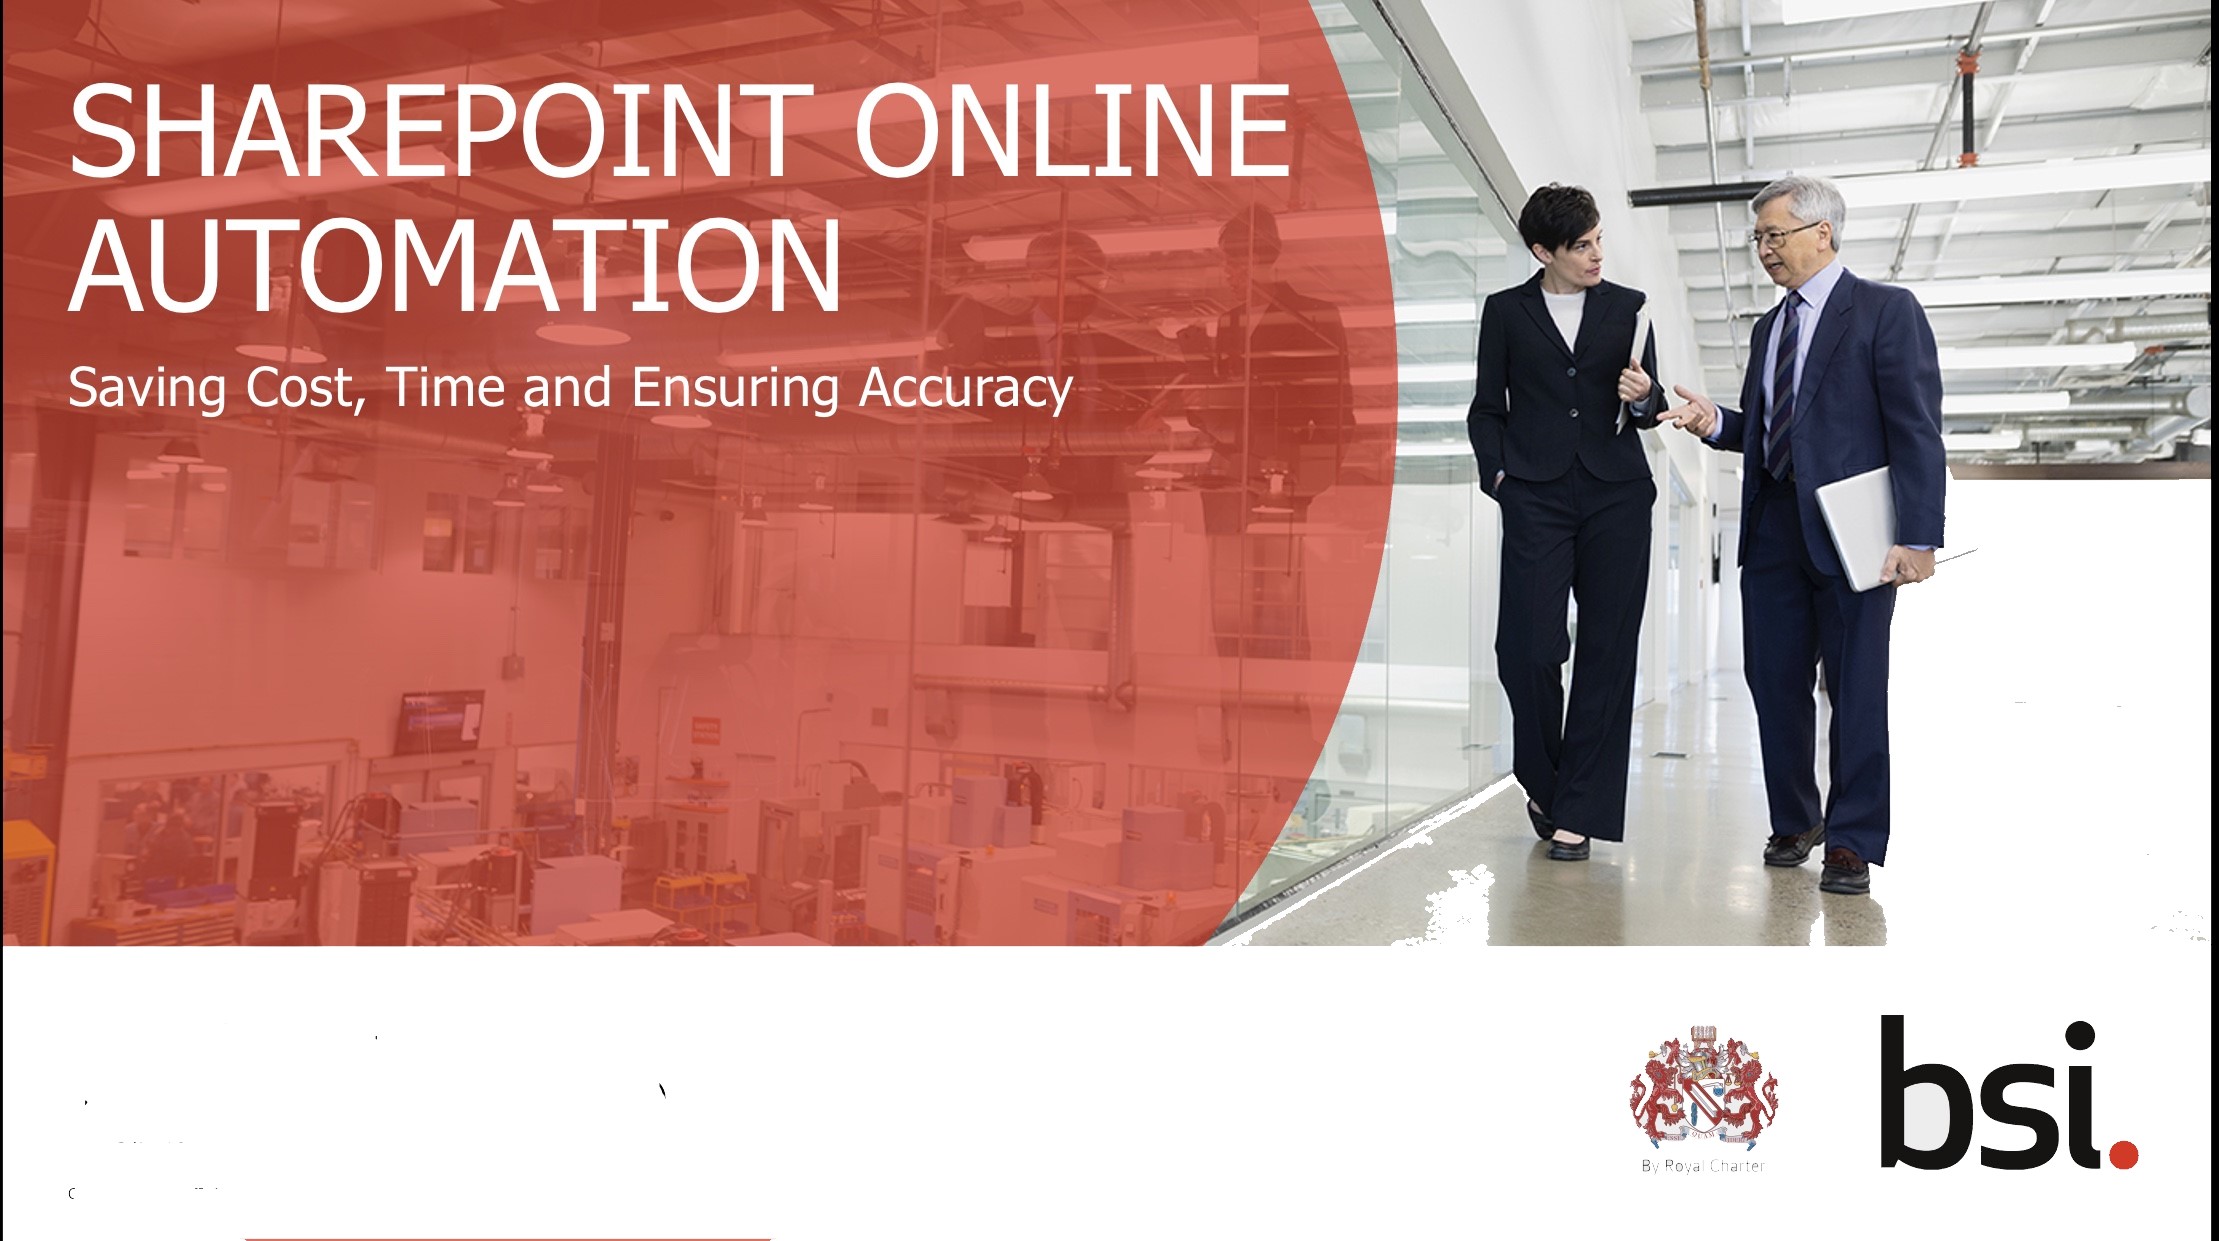 SHAREPOINT ONLINE
AUTOMATION
Saving Cost, Time and Ensuring Accuracy
By Royal Charter
bsi.